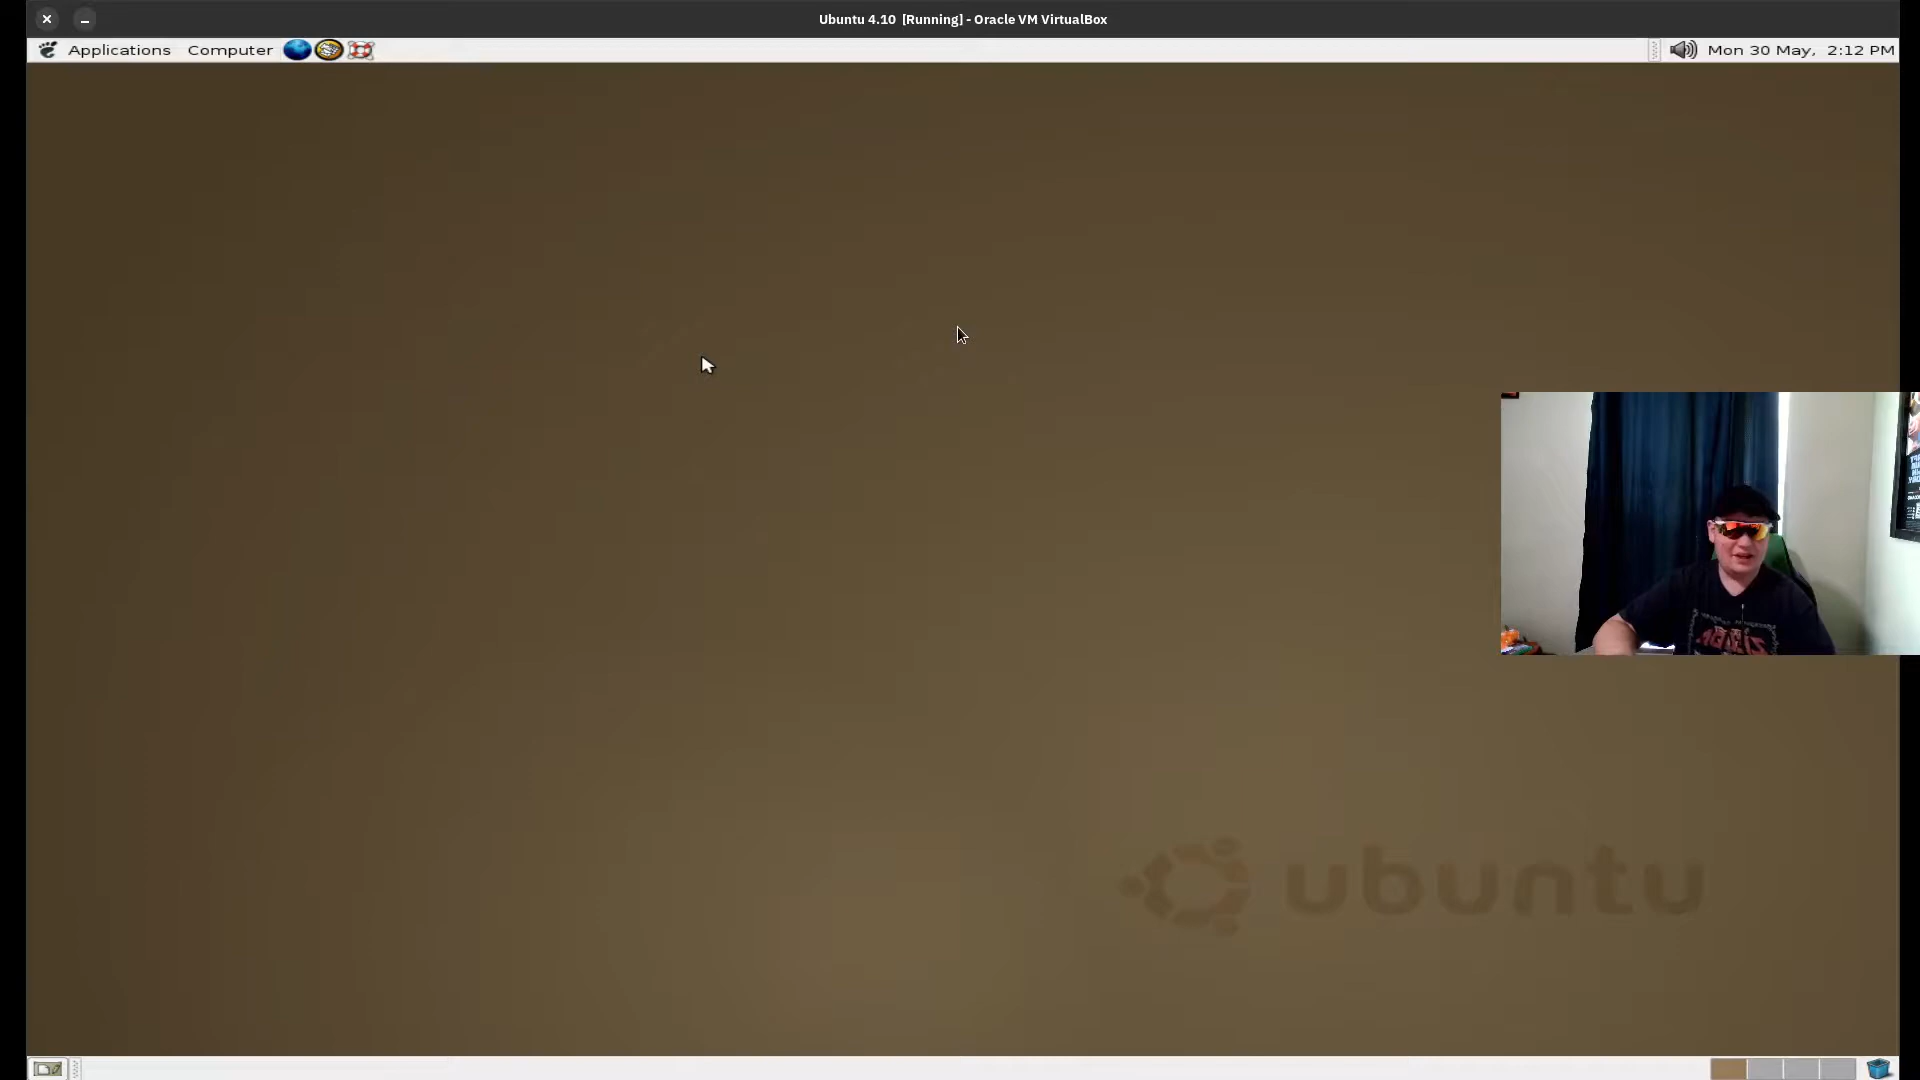 Ubuntu 4.10 [Running] - Oracle VM VirtualBox
Applications Computer Mon 30 May, 2:12 PM
ubuntu